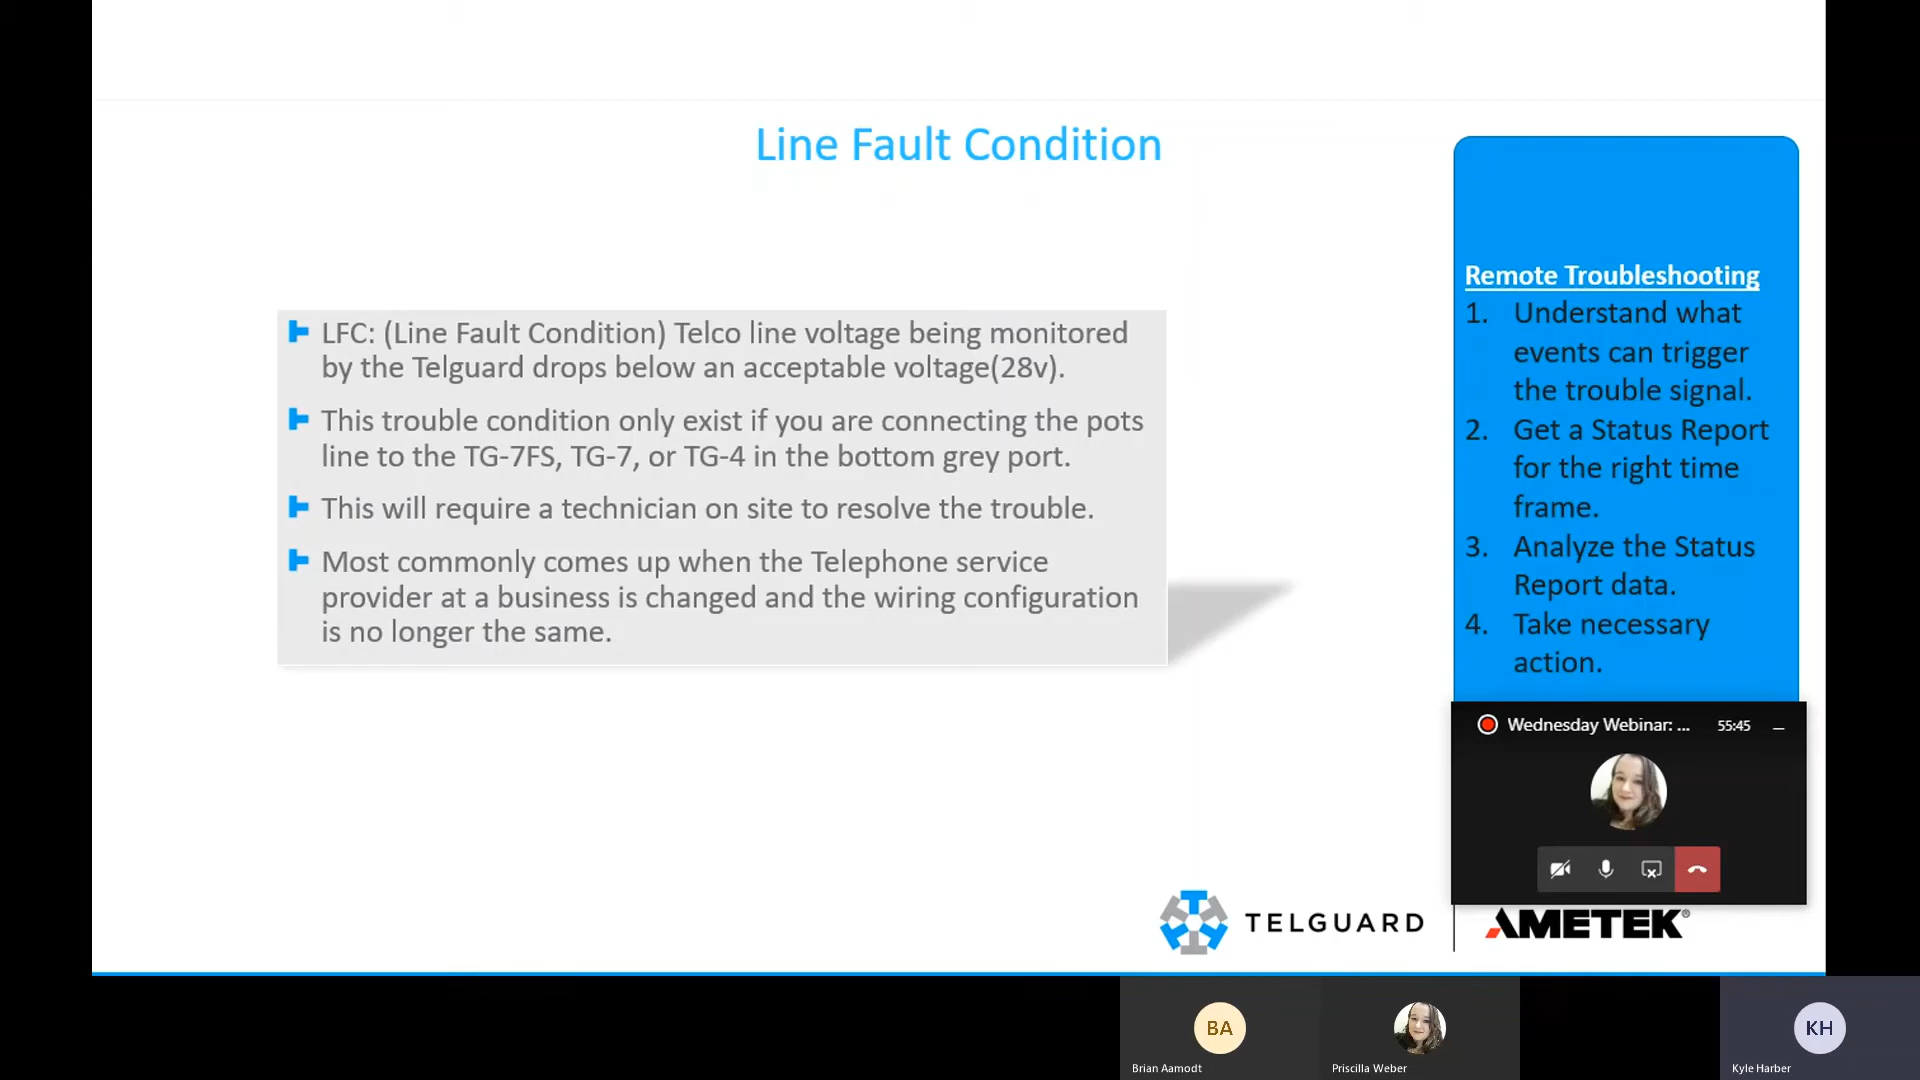 Line Fault Condition
LFC: (Line Fault Condition) Telco line voltage being monitored
by the Telguard drops below an acceptable voltage(28v).
This trouble condition only exist if you are connecting the pots
line to the TG-7FS, TG-7, or TG-4 in the bottom grey port.
This will require a technician on site to resolve the trouble.
Most commonly comes up when the Telephone service
provider at a business is changed and the wiring configuration
is no longer the same.
Remote Troubleshooting
1. Understand what
events can trigger
the trouble signal.
2. Get a Status Report
for the right time
frame.
3. Analyze the Status
Report data.
4. Take necessary
action.
Wednesday Webinar: ... 55:45
TELGUARD
AMETEK®
BA
KH
Brian Aamodt
Priscilla Weber
Kyle Harber